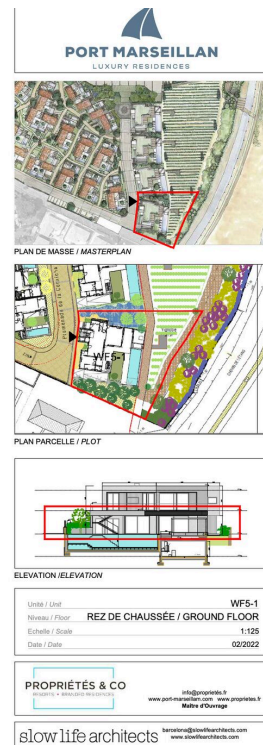 PORT MARSEILLAN
LUXURY RESIDENCES
PLAN DE MASSE / MASTERPLAN
WF5-1
PLAN PARCELLE / PLOT
ELEVATION /ELEVATION
Unité / Unit WF5-1
Niveau / Floor REZ DE CHAUSSÉE / GROUND FLOOR
Echelle / Scale 1:125
Date / Date 02/2022
PROPRIÉTÉS & CO
RESORTS + BRANDED RESIDENCES
info@proprietes.fr
www.port-marseillan.com www.proprietes.fr
Maître d'Ouvrage
slow life architects
barcelona@slowlifearchitects.com
www.slowlifearchitects.com